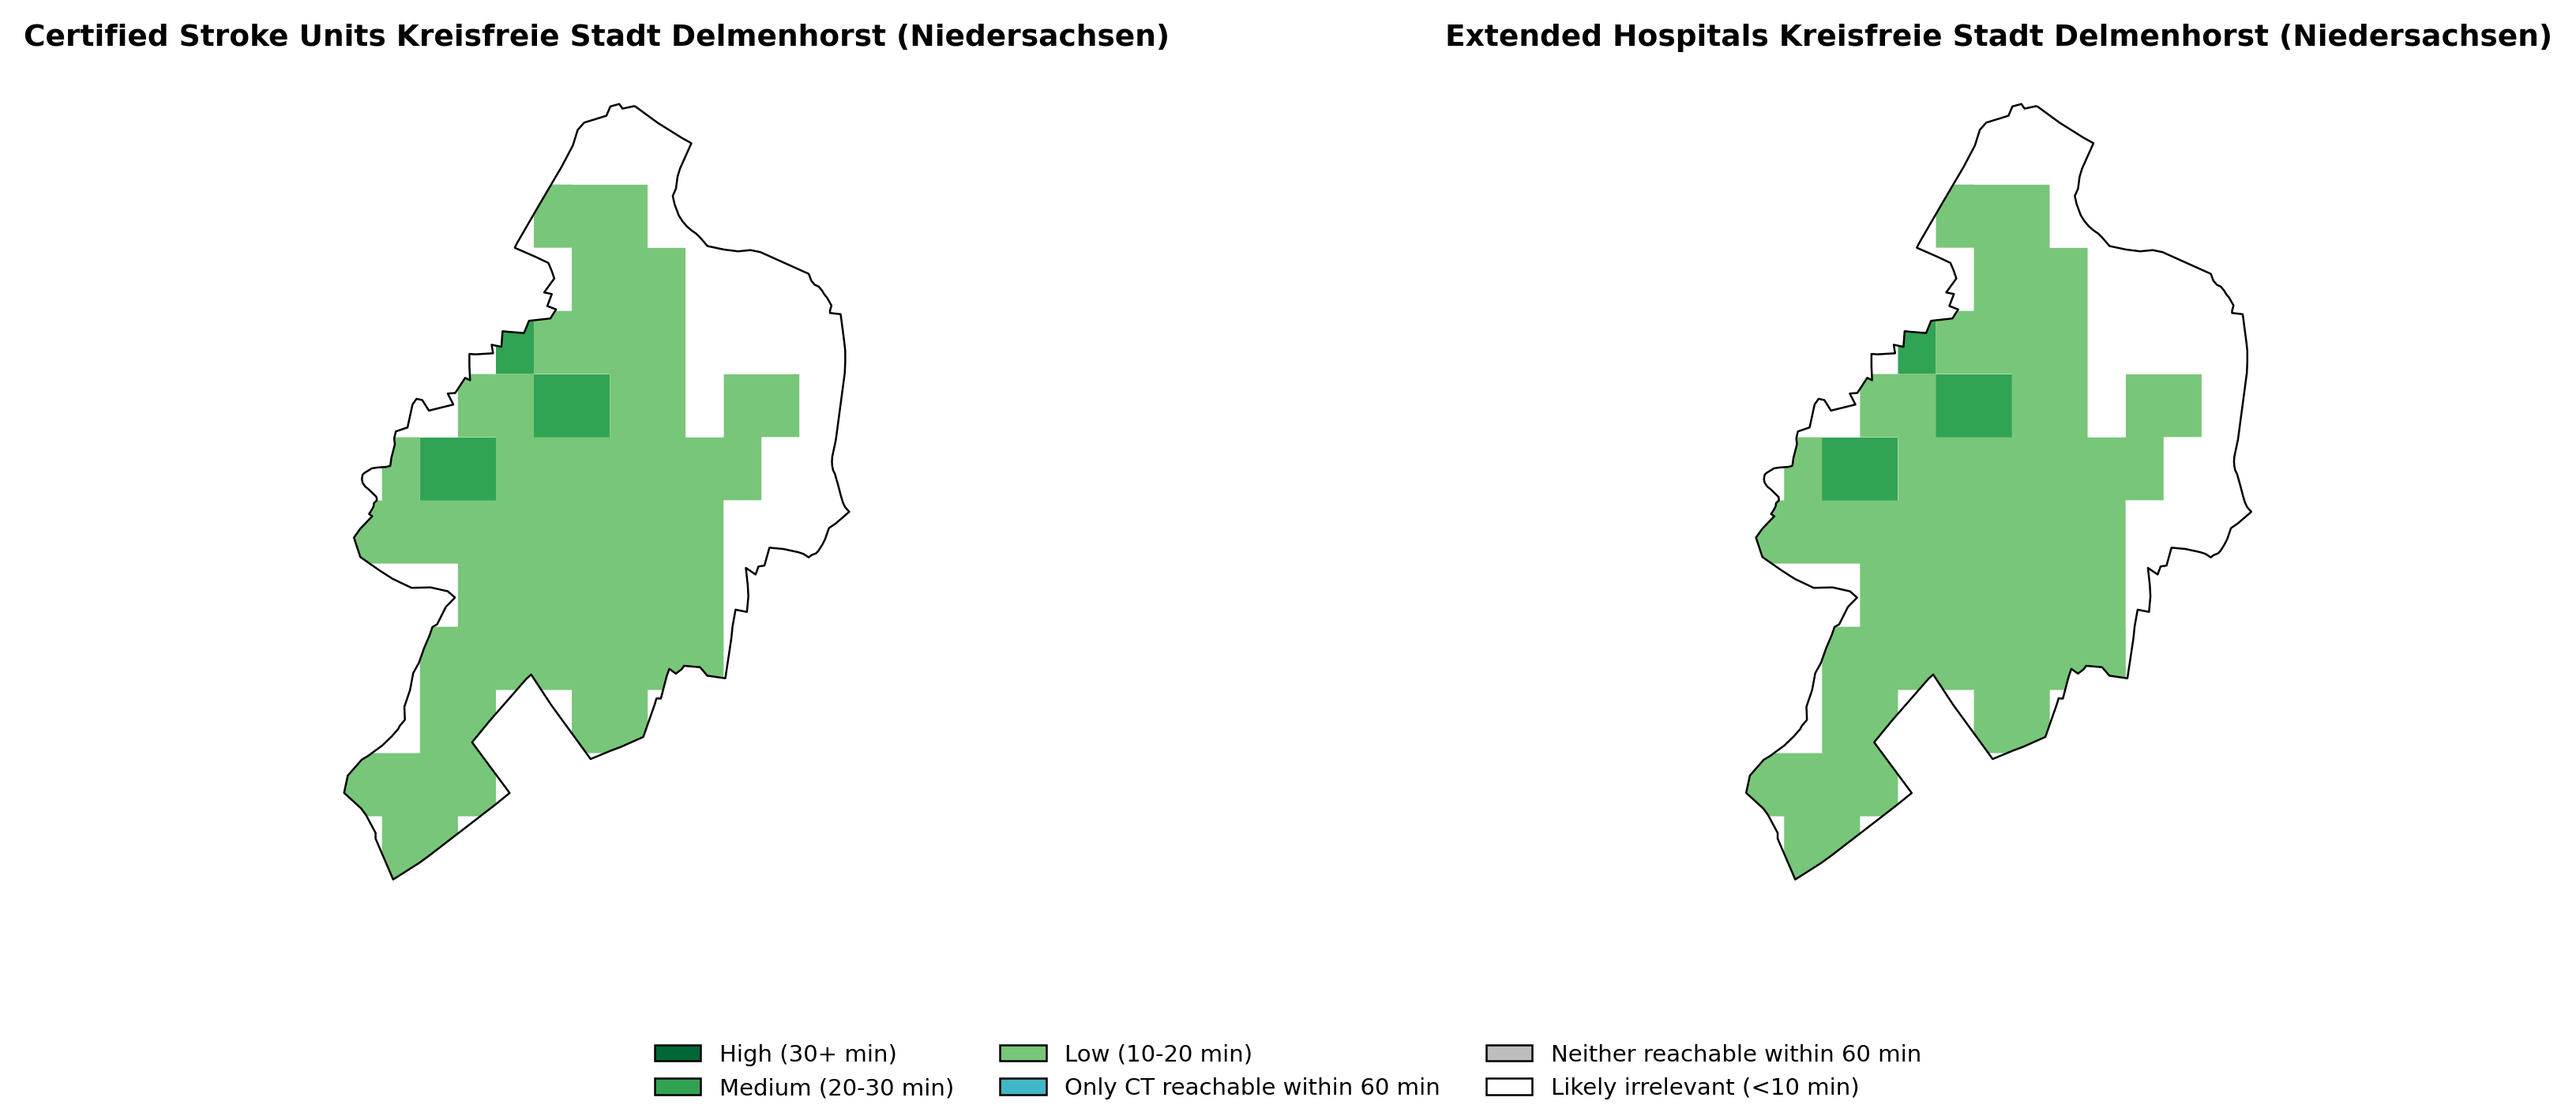 Certified Stroke Units Kreisfreie Stadt Delmenhorst (Niedersachsen)
Extended Hospitals Kreisfreie Stadt Delmenhorst (Niedersachsen)
High (30+ min)
Medium (20-30 min)
Low (10-20 min)
Only CT reachable within 60 min
Neither reachable within 60 min
Likely irrelevant (<10 min)